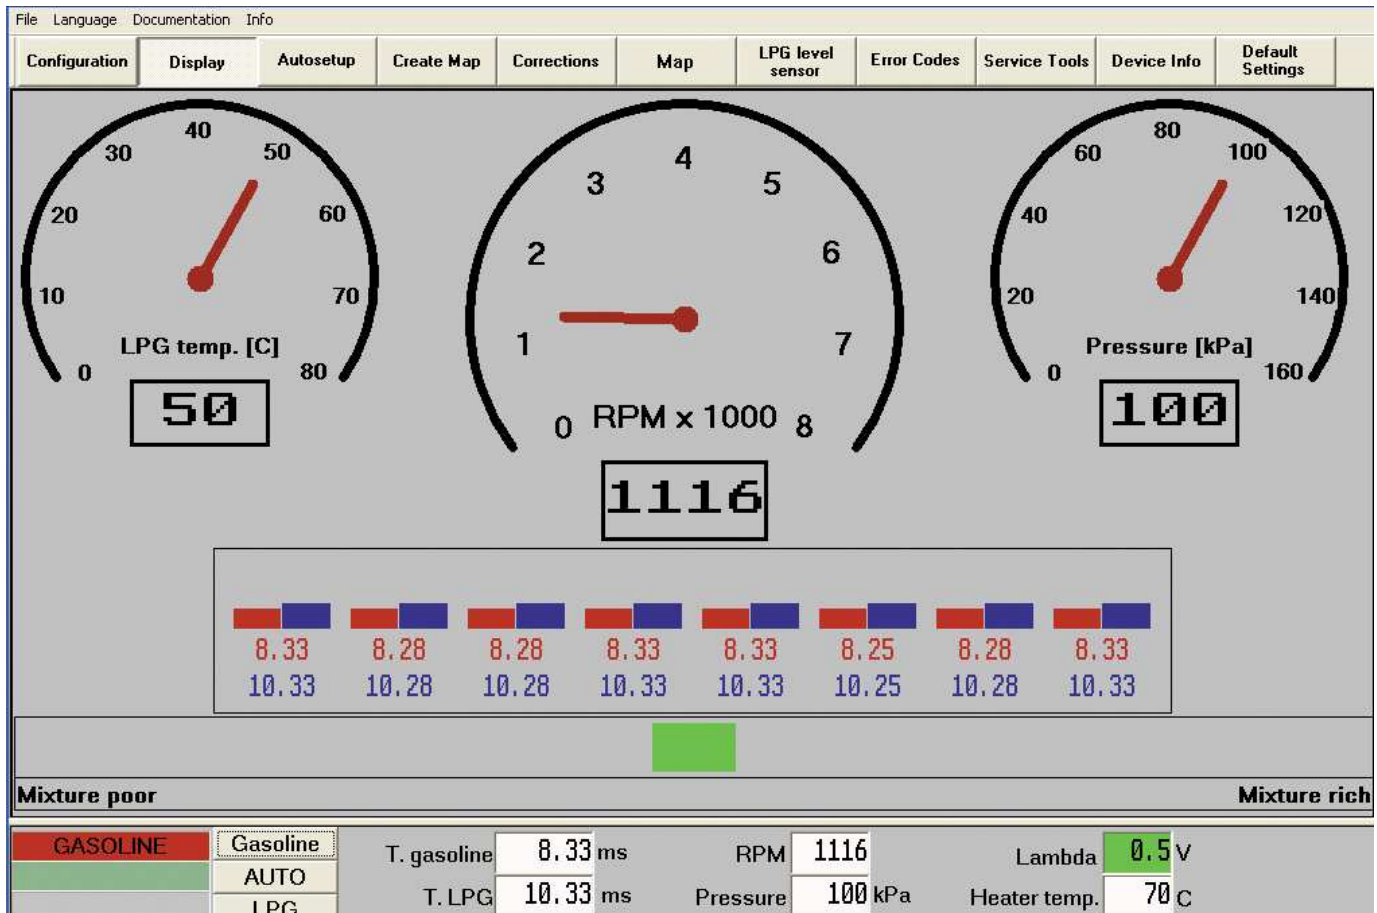 File Language Documentation Info
Configuration Display Autosetup Create Map Corrections Map LPG level sensor Error Codes Service Tools Device Info Default Settings
0 10 20 30 40 50 60 70 80
LPG temp. [C]
50
0 1 2 3 4 5 6 7 8
RPM x 1000
1116
0 20 40 60 80 100 120 140 160
Pressure [kPa]
100
8.33 8.28 8.28 8.33 8.33 8.25 8.28 8.33
10.33 10.28 10.28 10.33 10.33 10.25 10.28 10.33
Mixture poor Mixture rich
GASOLINE Gasoline T. gasoline 8.33 ms RPM 1116 Lambda 0.5 V
AUTO
LPG T. LPG 10.33 ms Pressure 100 kPa Heater temp. 70 C